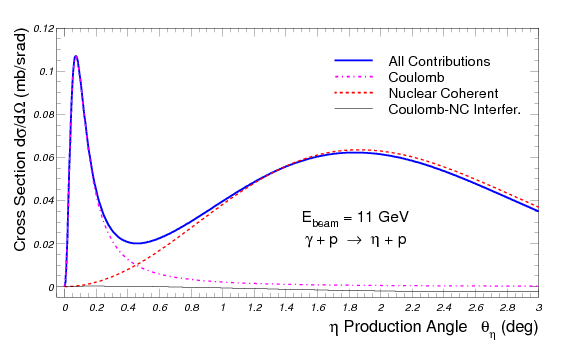 0.12
0.1
0.08
0.06
0.04
0.02
0
Cross Section dσ/dΩ (mb/srad)
All Contributions
Coulomb
Nuclear Coherent
Coulomb-NC Interfer.
E_beam = 11 GeV
γ + p → η + p
0 0.2 0.4 0.6 0.8 1 1.2 1.4 1.6 1.8 2 2.2 2.4 2.6 2.8 3
η Production Angle θ_η (deg)